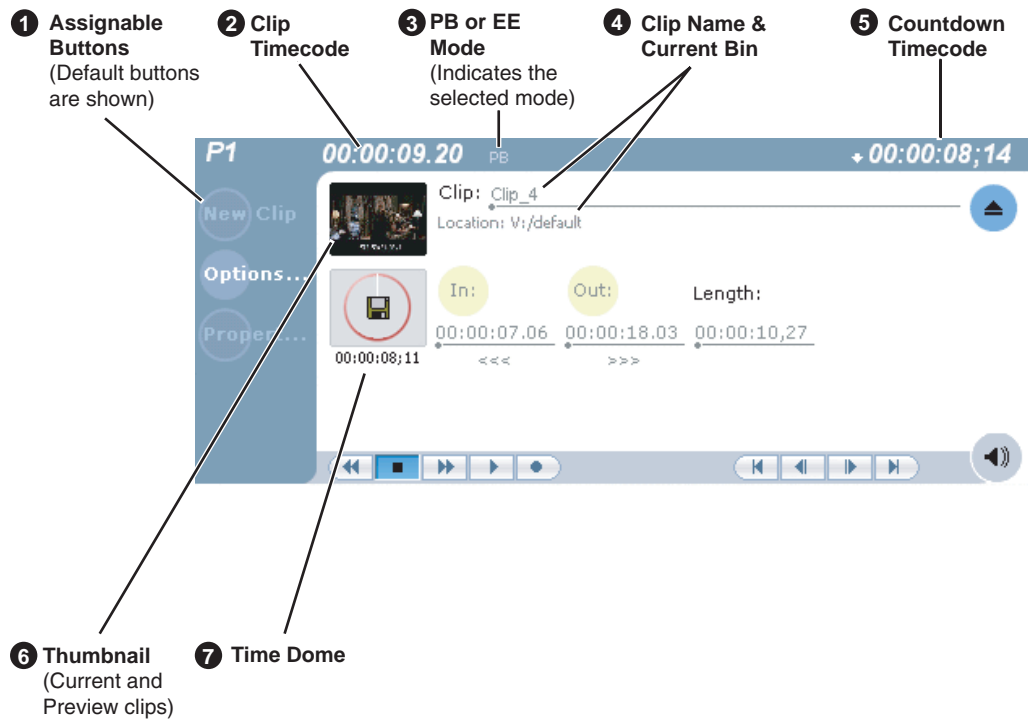 1 Assignable
Buttons
(Default buttons
are shown)
2 Clip
Timecode
3 PB or EE
Mode
(Indicates the
selected mode)
4 Clip Name &
Current Bin
5 Countdown
Timecode
P1
00:00:09.20
PB
00:00:08;14
New Clip
Options...
Propert...
Clip: Clip_4
Location: V:/default
In:
Out:
Length:
00:00:07.06
00:00:18.03
00:00:10,27
00:00:08;11
<<<
>>>
6 Thumbnail
(Current and
Preview clips)
7 Time Dome